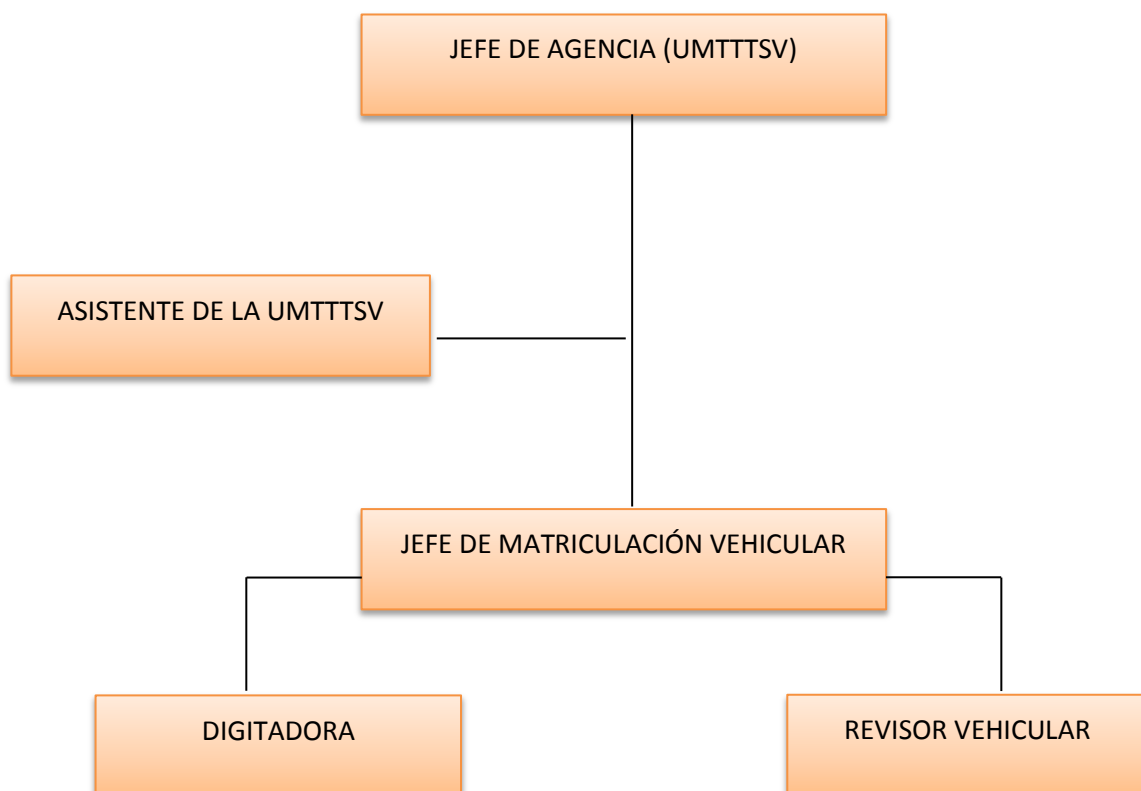 JEFE DE AGENCIA (UMTTTSV)
ASISTENTE DE LA UMTTTSV
JEFE DE MATRICULACIÓN VEHICULAR
DIGITADORA
REVISOR VEHICULAR